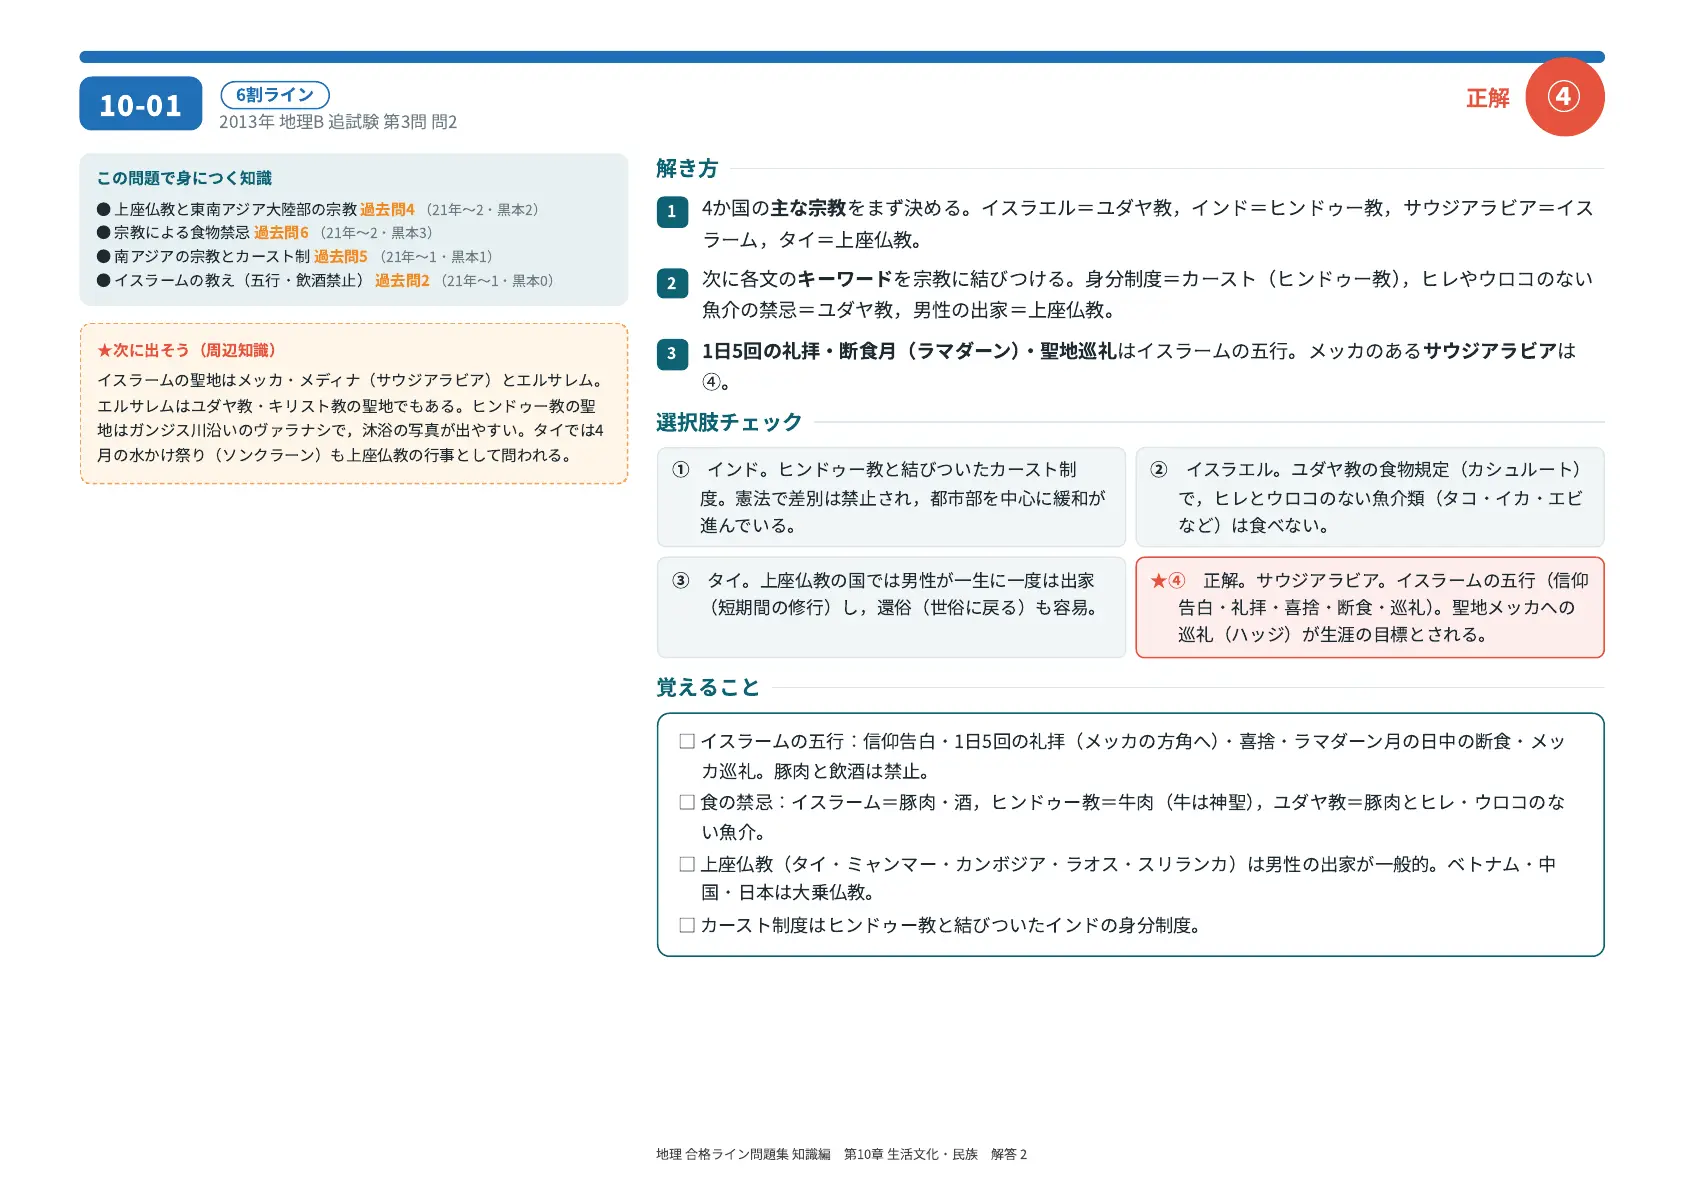 10-01
6割ライン
2013年 地理B 追試験 第3問 問2
正解 ④
この問題で身につく知識
● 上座仏教と東南アジア大陸部の宗教 過去問4 （21年〜2・黒本2）
● 宗教による食物禁忌 過去問6 （21年〜2・黒本3）
● 南アジアの宗教とカースト制 過去問5 （21年〜1・黒本1）
● イスラームの教え（五行・飲酒禁止） 過去問2 （21年〜1・黒本0）
★次に出そう（周辺知識）
イスラームの聖地はメッカ・メディナ（サウジアラビア）とエルサレム。
エルサレムはユダヤ教・キリスト教の聖地でもある。ヒンドゥー教の聖
地はガンジス川沿いのヴァラナシで，沐浴の写真が出やすい。タイでは4
月の水かけ祭り（ソンクラーン）も上座仏教の行事として問われる。
解き方
1 4か国の主な宗教をまず決める。イスラエル＝ユダヤ教，インド＝ヒンドゥー教，サウジアラビア＝イス
ラーム，タイ＝上座仏教。
2 次に各文のキーワードを宗教に結びつける。身分制度＝カースト（ヒンドゥー教），ヒレやウロコのない
魚介の禁忌＝ユダヤ教，男性の出家＝上座仏教。
3 1日5回の礼拝・断食月（ラマダーン）・聖地巡礼はイスラームの五行。メッカのあるサウジアラビアは
④。
選択肢チェック
① インド。ヒンドゥー教と結びついたカースト制
度。憲法で差別は禁止され，都市部を中心に緩和が
進んでいる。
② イスラエル。ユダヤ教の食物規定（カシュルート）
で，ヒレとウロコのない魚介類（タコ・イカ・エビ
など）は食べない。
③ タイ。上座仏教の国では男性が一生に一度は出家
（短期間の修行）し，還俗（世俗に戻る）も容易。
★④ 正解。サウジアラビア。イスラームの五行（信仰
告白・礼拝・喜捨・断食・巡礼）。聖地メッカへの
巡礼（ハッジ）が生涯の目標とされる。
覚えること
□ イスラームの五行：信仰告白・1日5回の礼拝（メッカの方角へ）・喜捨・ラマダーン月の日中の断食・メッ
カ巡礼。豚肉と飲酒は禁止。
□ 食の禁忌：イスラーム＝豚肉・酒，ヒンドゥー教＝牛肉（牛は神聖），ユダヤ教＝豚肉とヒレ・ウロコのな
い魚介。
□ 上座仏教（タイ・ミャンマー・カンボジア・ラオス・スリランカ）は男性の出家が一般的。ベトナム・中
国・日本は大乗仏教。
□ カースト制度はヒンドゥー教と結びついたインドの身分制度。
地理 合格ライン問題集 知識編 第10章 生活文化・民族 解答 2